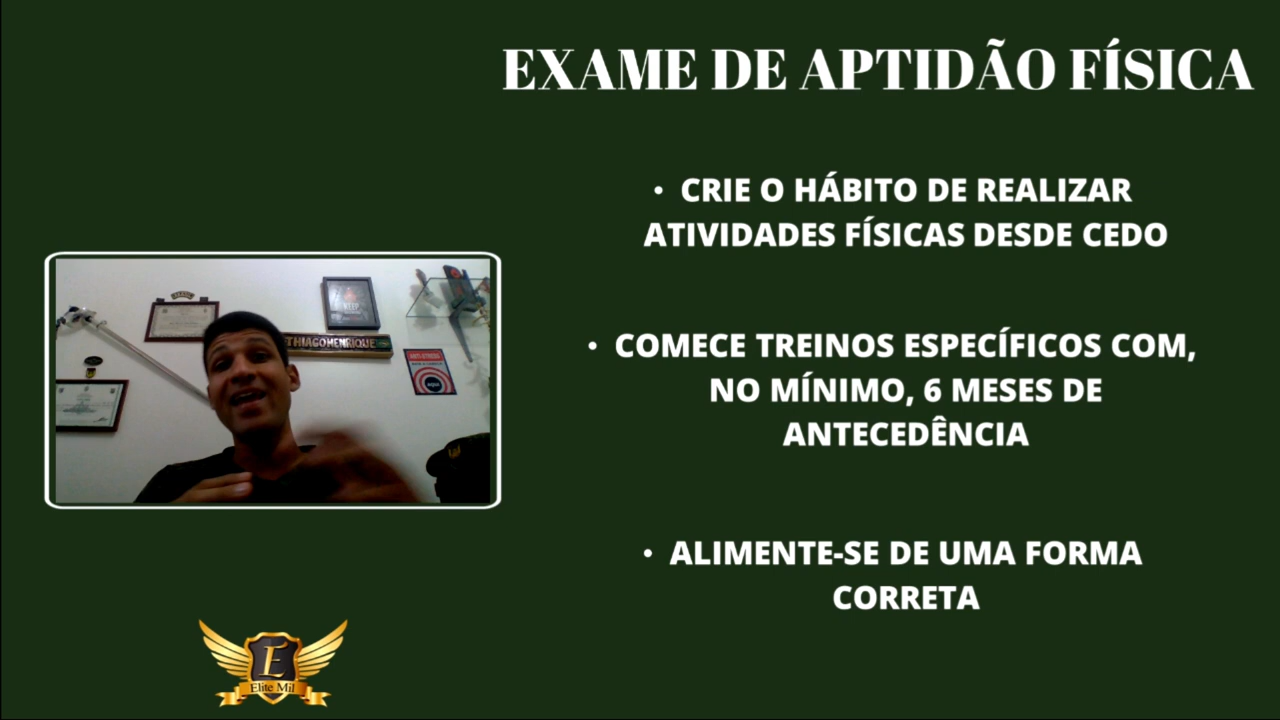 EXAME DE APTIDÃO FÍSICA
• CRIE O HÁBITO DE REALIZAR
ATIVIDADES FÍSICAS DESDE CEDO
• COMECE TREINOS ESPECÍFICOS COM,
NO MÍNIMO, 6 MESES DE
ANTECEDÊNCIA
• ALIMENTE-SE DE UMA FORMA
CORRETA
THIAGOHENRIQUE
KEEP
E
Elite Mil